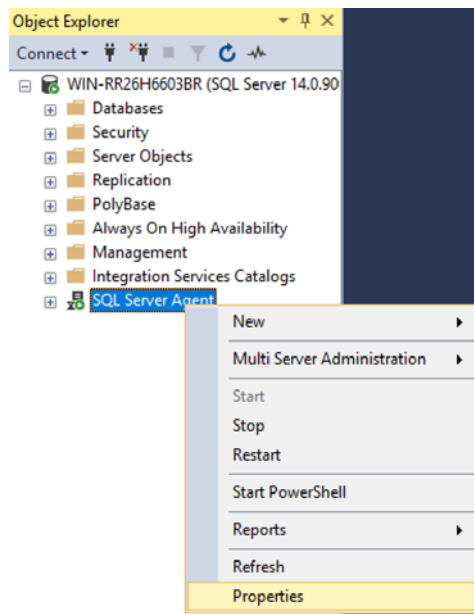 Object Explorer
Connect
WIN-RR26H6603BR (SQL Server 14.0.90
Databases
Security
Server Objects
Replication
PolyBase
Always On High Availability
Management
Integration Services Catalogs
SQL Server Agent
New
Multi Server Administration
Start
Stop
Restart
Start PowerShell
Reports
Refresh
Properties